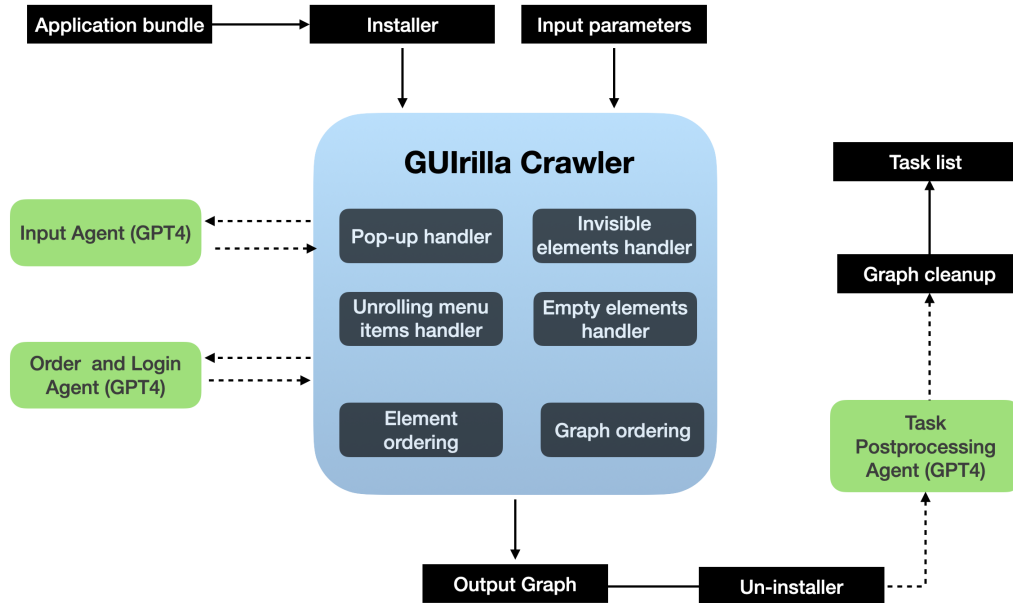 Application bundle
Installer
Input parameters
GUIrilla Crawler
Task list
Input Agent (GPT4)
Pop-up handler
Invisible
elements handler
Graph cleanup
Unrolling menu
items handler
Empty elements
handler
Order and Login
Agent (GPT4)
Element
ordering
Graph ordering
Task
Postprocessing
Agent (GPT4)
Output Graph
Un-installer